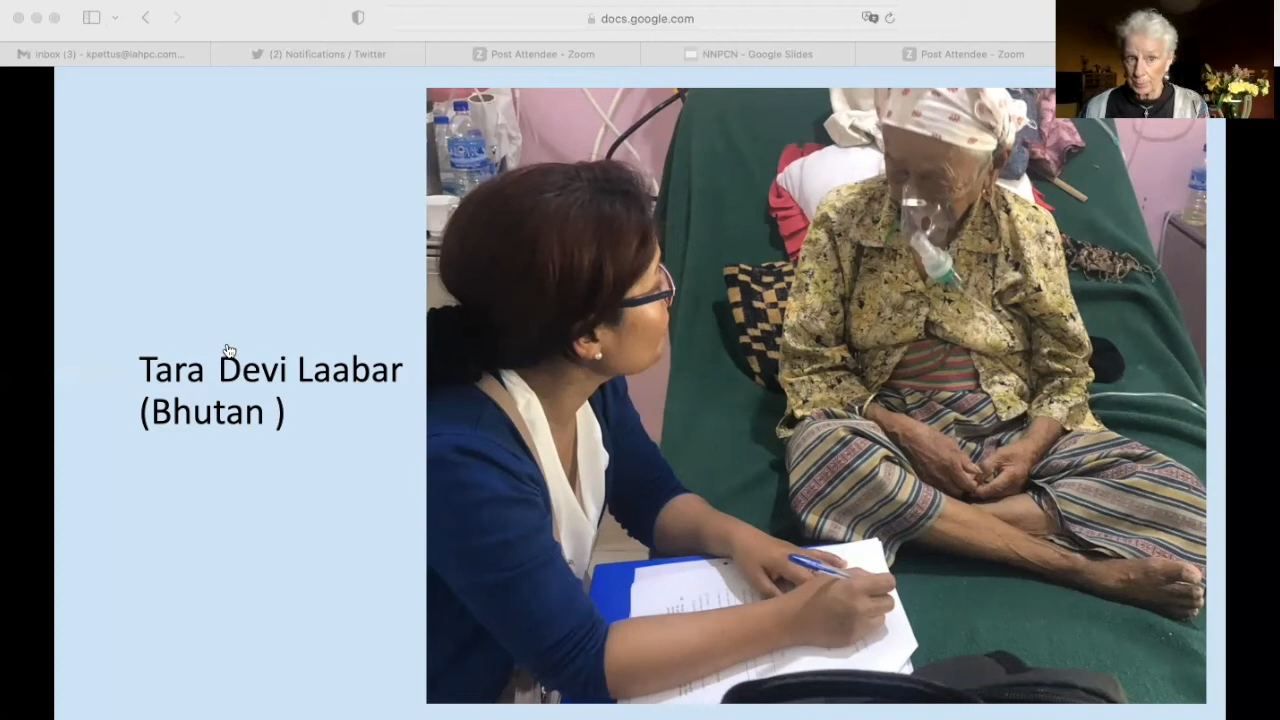 docs.google.com
inbox (3) - xpettus@iahpc.com...
(2) Notifications / Twitter
Post Attendee - Zoom
NNPCN - Google Slides
Post Attendee - Zoom
Tara Devi Laabar
(Bhutan )